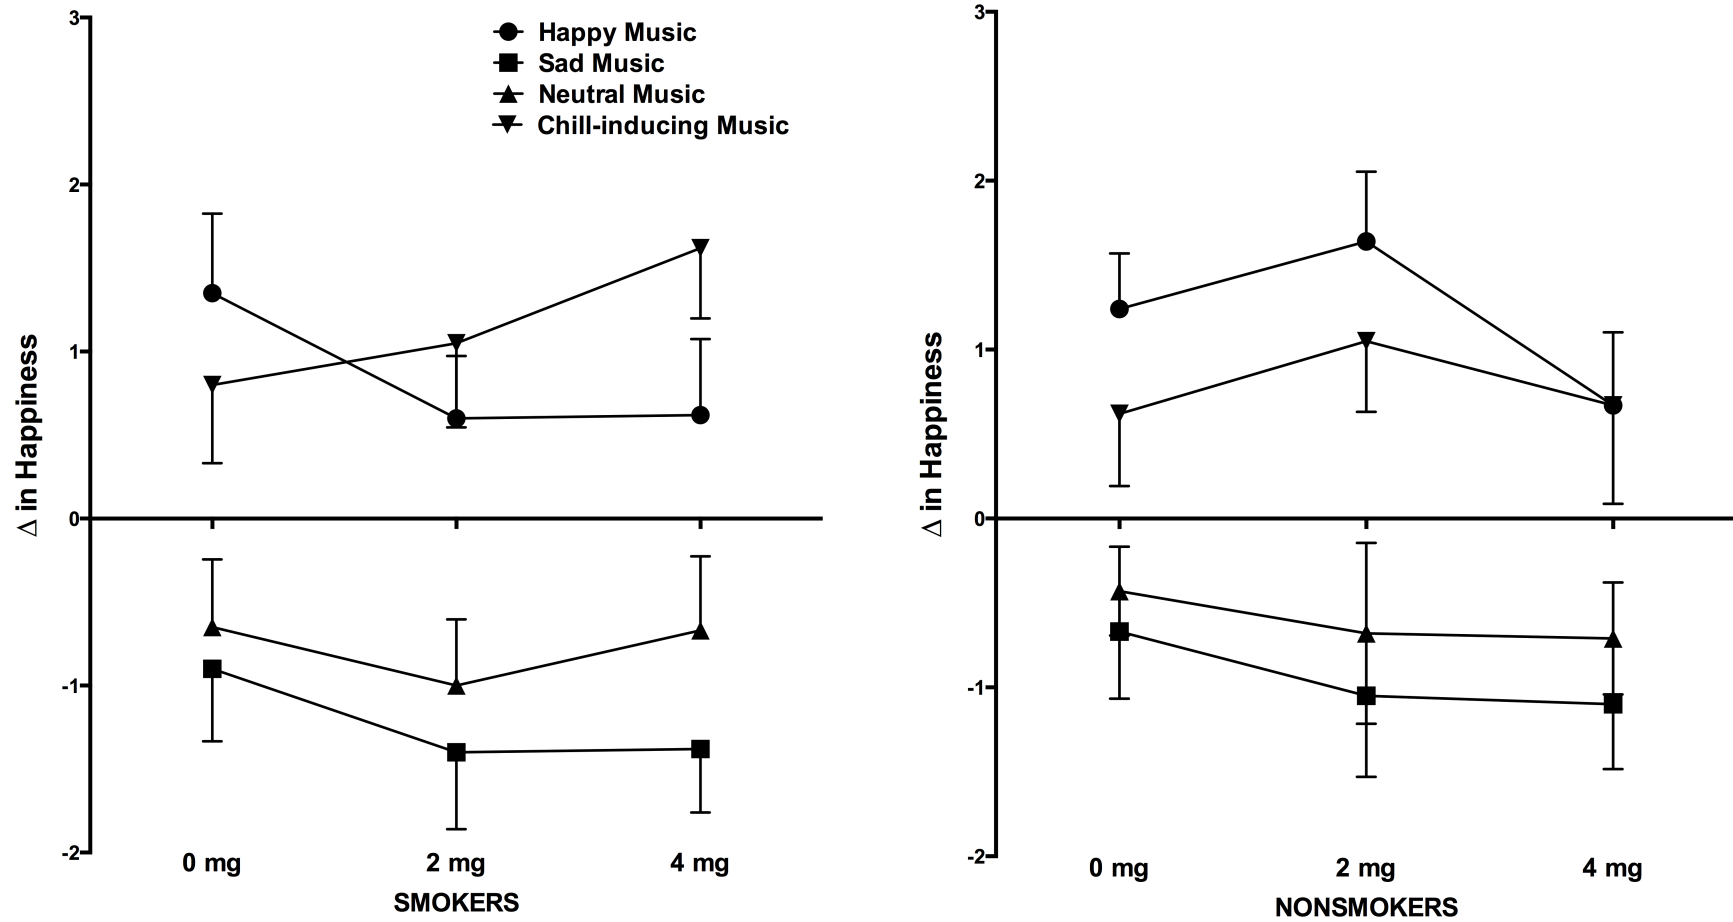 Happy Music
Sad Music
Neutral Music
Chill-inducing Music
3
2
1
0
-1
-2
Δ in Happiness
0 mg
2 mg
4 mg
SMOKERS
3
2
1
0
-1
-2
Δ in Happiness
0 mg
2 mg
4 mg
NONSMOKERS